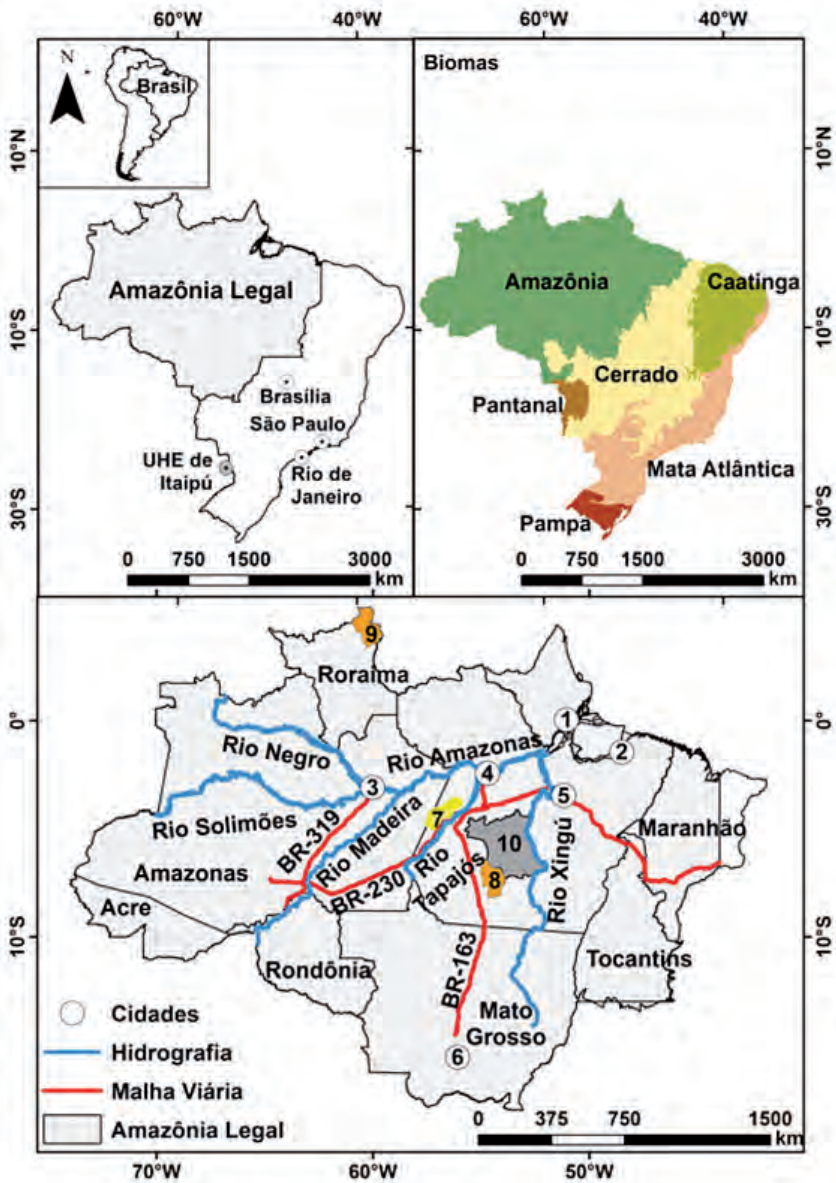 60°W
40°W
60°W
40°W
N
Brasil
Biomas
10°N
10°N
Amazônia Legal
Amazônia
Caatinga
10°S
10°S
Brasília
São Paulo
UHE de
Itaipú
Rio de
Janeiro
Cerrado
Pantanal
Mata Atlântica
Pampa
30°S
30°S
0
750
1500
3000
km
0
750
1500
3000
km
9
Roraima
0°
0°
1
2
Rio Negro
Rio Amazonas
3
4
5
Rio Solimões
BR-319
Rio Madeira
7
10
Maranhão
Amazonas
BR-230
Rio
Tapajós
8
Rio Xingú
Acre
10°S
10°S
Rondônia
BR-163
Tocantins
Mato
Grosso
6
Cidades
Hidrografia
Malha Viária
Amazônia Legal
0
375
750
1500
km
70°W
60°W
50°W